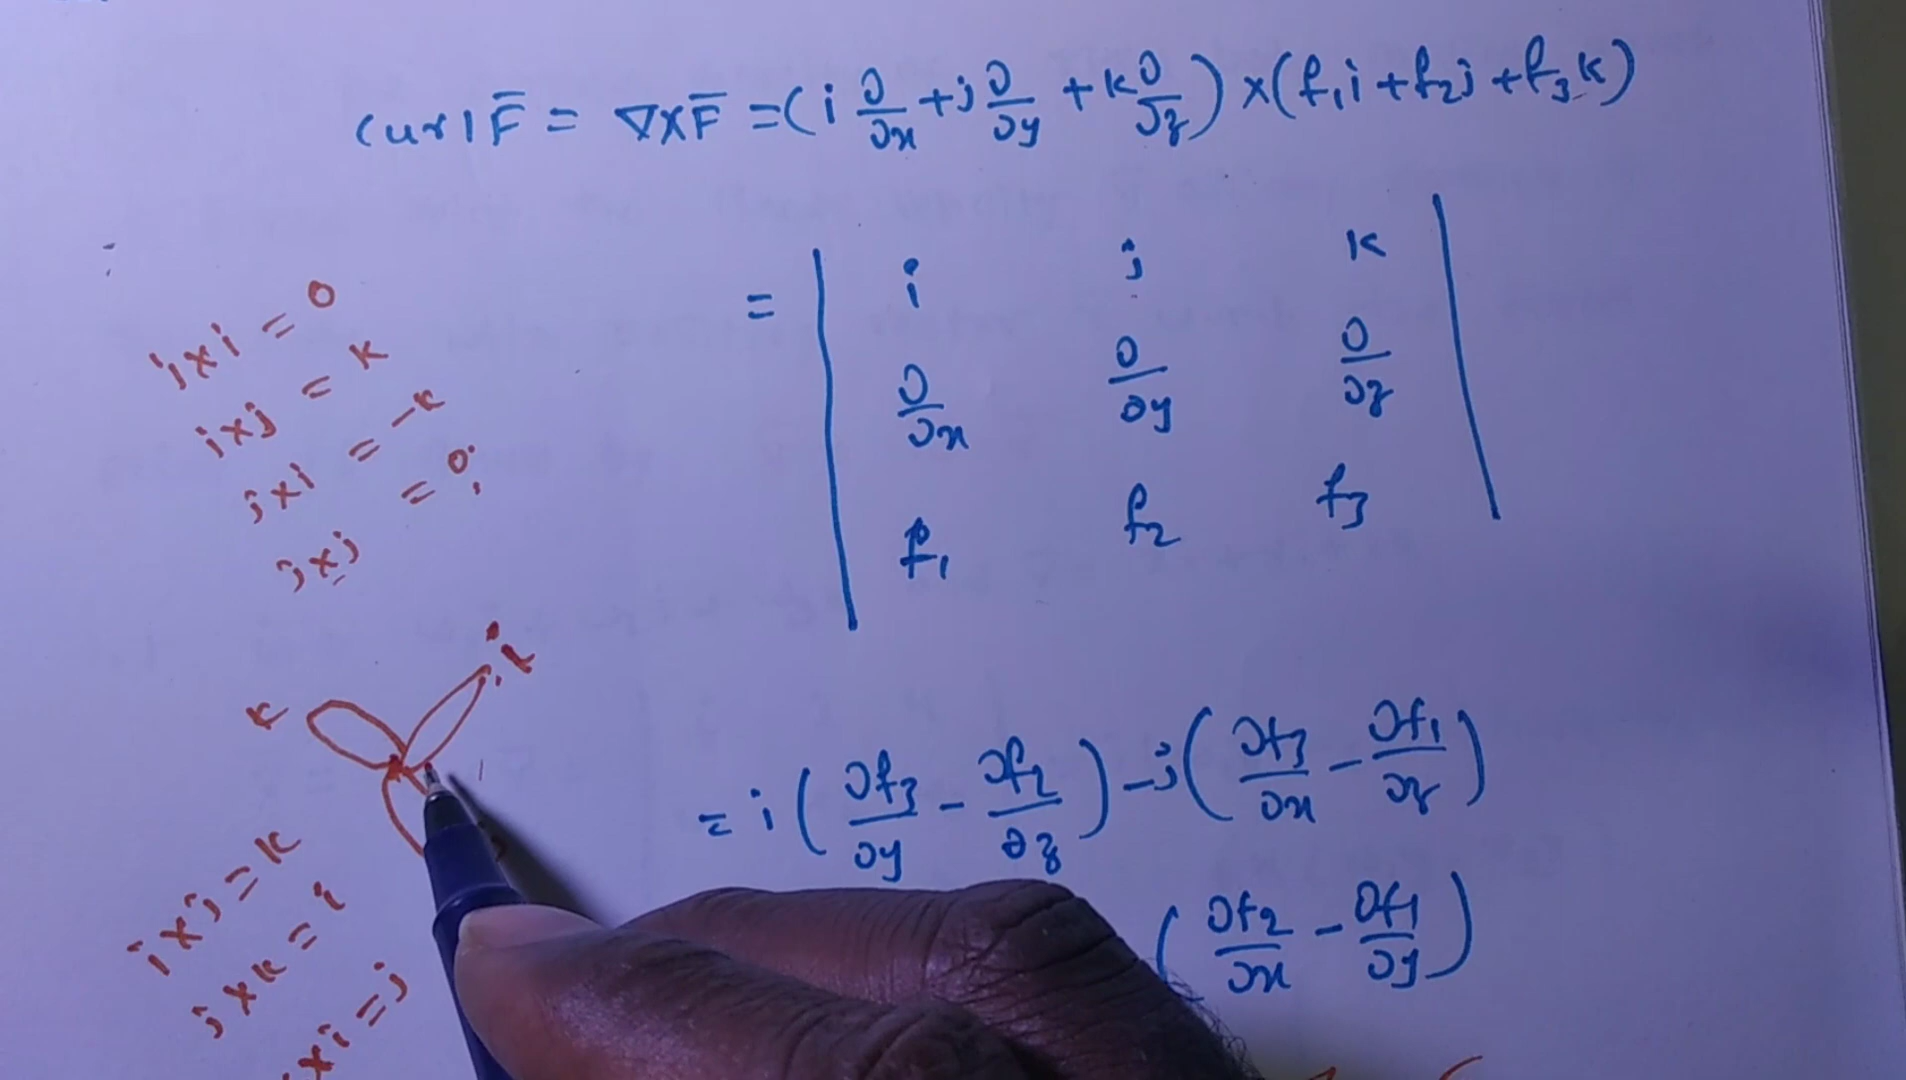 curl F̅ = ∇×F̅ = (i ∂/∂x + j ∂/∂y + k ∂/∂z) × (f₁i + f₂j + f₃k)
= | i j k |
| ∂/∂x ∂/∂y ∂/∂z |
| f₁ f₂ f₃ |
= i (∂f₃/∂y - ∂f₂/∂z) - j (∂f₃/∂x - ∂f₁/∂z)
(∂f₂/∂x - ∂f₁/∂y)
i×i = 0
i×j = k
j×i = -k
j×j = 0;
i
k
i×j = k
j×k = i
×i = j